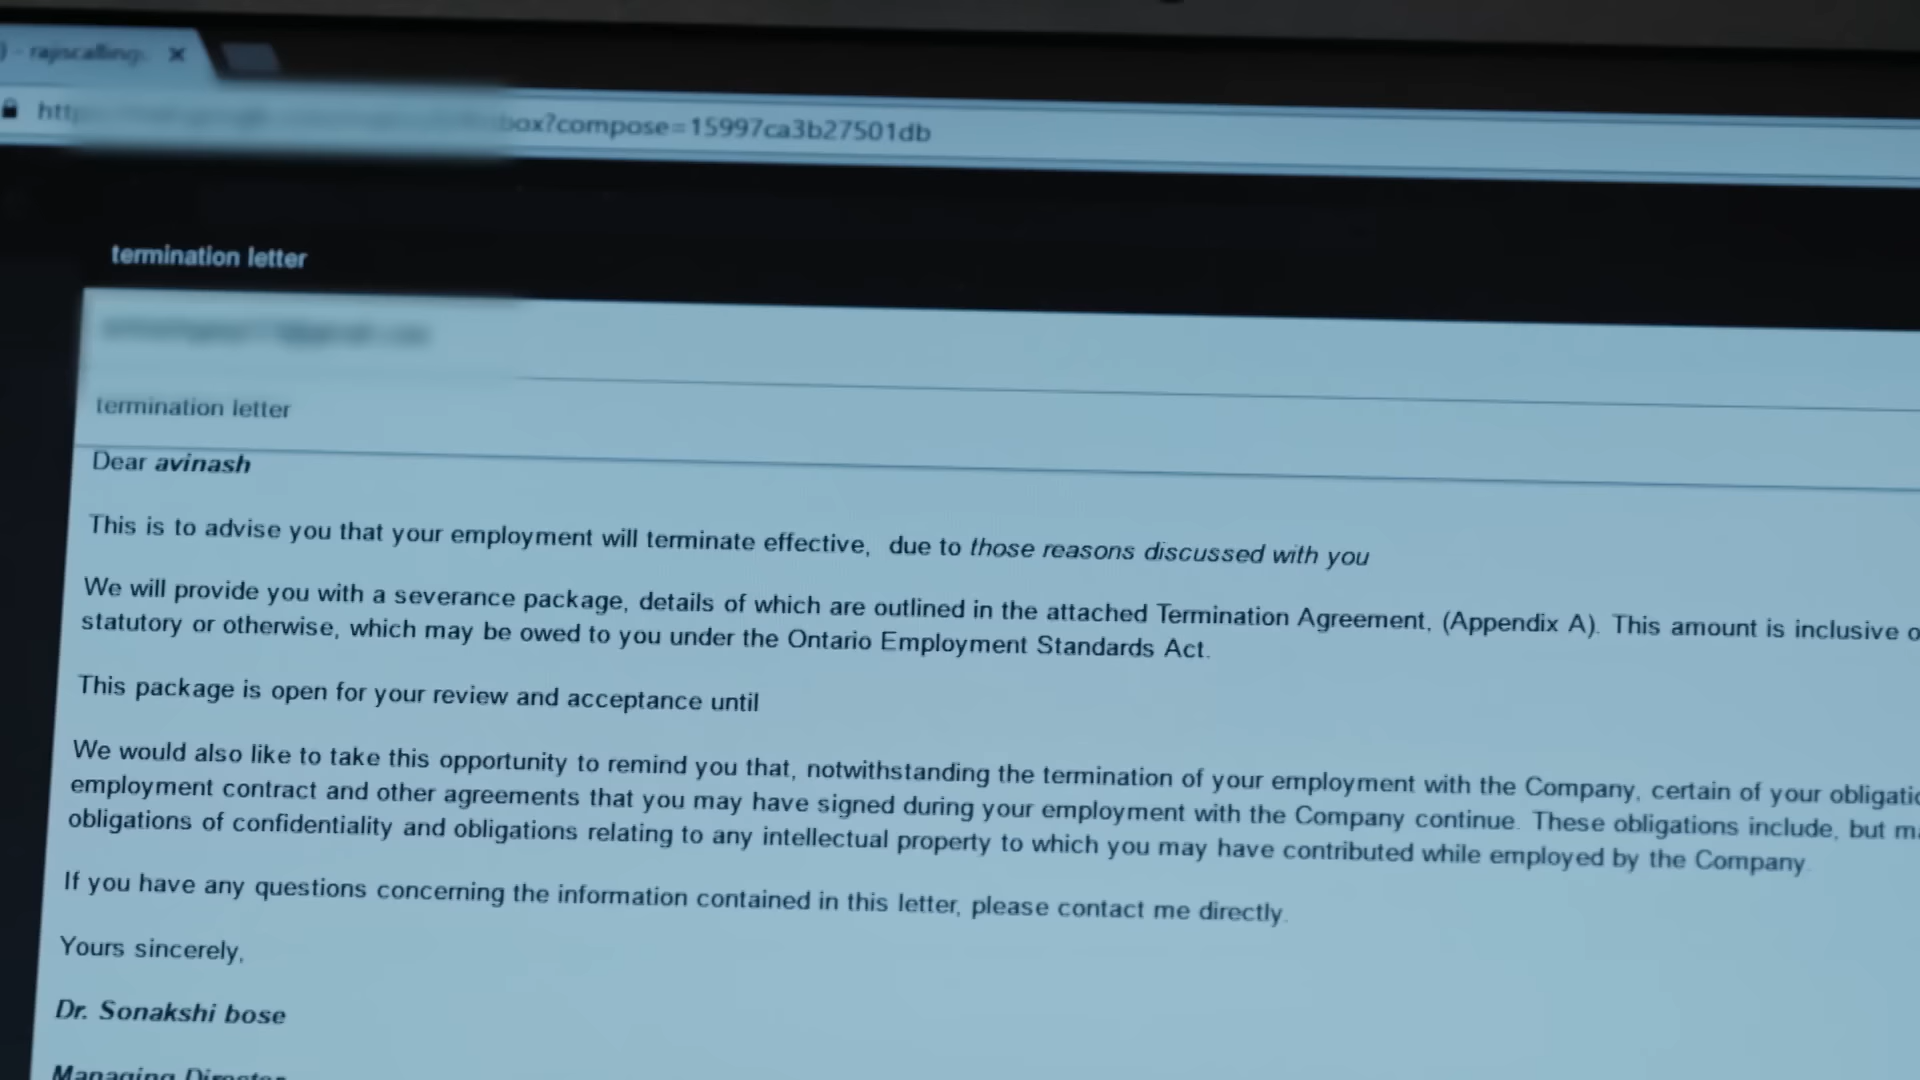 ) - rajscalling
http
box?compose=15997ca3b27501db
termination letter
termination letter
Dear avinash
This is to advise you that your employment will terminate effective, due to those reasons discussed with you
We will provide you with a severance package, details of which are outlined in the attached Termination Agreement, (Appendix A). This amount is inclusive o
statutory or otherwise, which may be owed to you under the Ontario Employment Standards Act.
This package is open for your review and acceptance until
We would also like to take this opportunity to remind you that, notwithstanding the termination of your employment with the Company, certain of your obligatio
employment contract and other agreements that you may have signed during your employment with the Company continue. These obligations include, but ma
obligations of confidentiality and obligations relating to any intellectual property to which you may have contributed while employed by the Company.
If you have any questions concerning the information contained in this letter, please contact me directly.
Yours sincerely,
Dr. Sonakshi bose
Managing Director